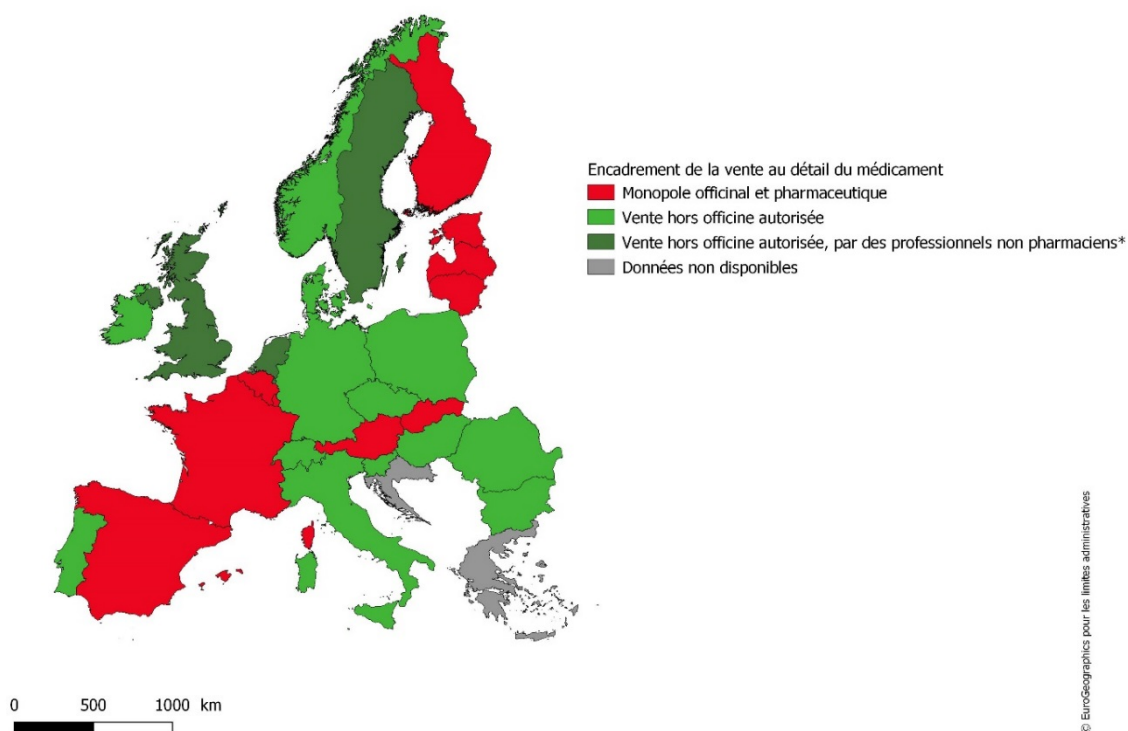 Encadrement de la vente au détail du médicament
Monopole officinal et pharmaceutique
Vente hors officine autorisée
Vente hors officine autorisée, par des professionnels non pharmaciens*
Données non disponibles
0 500 1000 km
© EuroGeographics pour les limites administratives